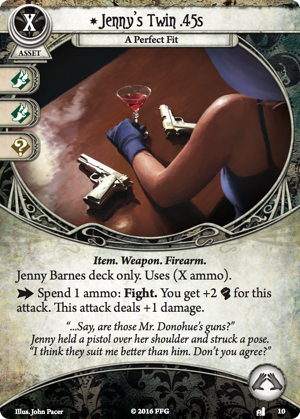 X
ASSET
Jenny's Twin .45s
A Perfect Fit
?
Item. Weapon. Firearm.
Jenny Barnes deck only. Uses (X ammo).
Spend 1 ammo: Fight. You get +2 for this
attack. This attack deals +1 damage.
"...Say, are those Mr. Donohue's guns?"
Jenny held a pistol over her shoulder and struck a pose.
"I think they suit me better than him. Don't you agree?"
Illus. John Pacer
© 2016 FFG
10